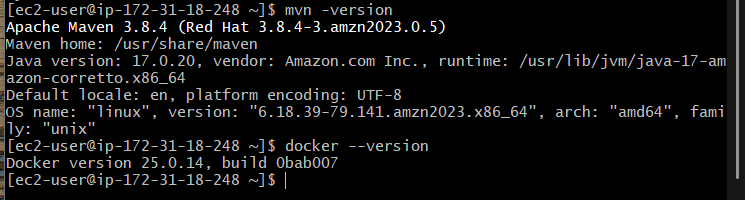 [ec2-user@ip-172-31-18-248 ~]$ mvn -version
Apache Maven 3.8.4 (Red Hat 3.8.4-3.amzn2023.0.5)
Maven home: /usr/share/maven
Java version: 17.0.20, vendor: Amazon.com Inc., runtime: /usr/lib/jvm/java-17-am
azon-corretto.x86_64
Default locale: en, platform encoding: UTF-8
OS name: "linux", version: "6.18.39-79.141.amzn2023.x86_64", arch: "amd64", fami
ly: "unix"
[ec2-user@ip-172-31-18-248 ~]$ docker --version
Docker version 25.0.14, build 0bab007
[ec2-user@ip-172-31-18-248 ~]$